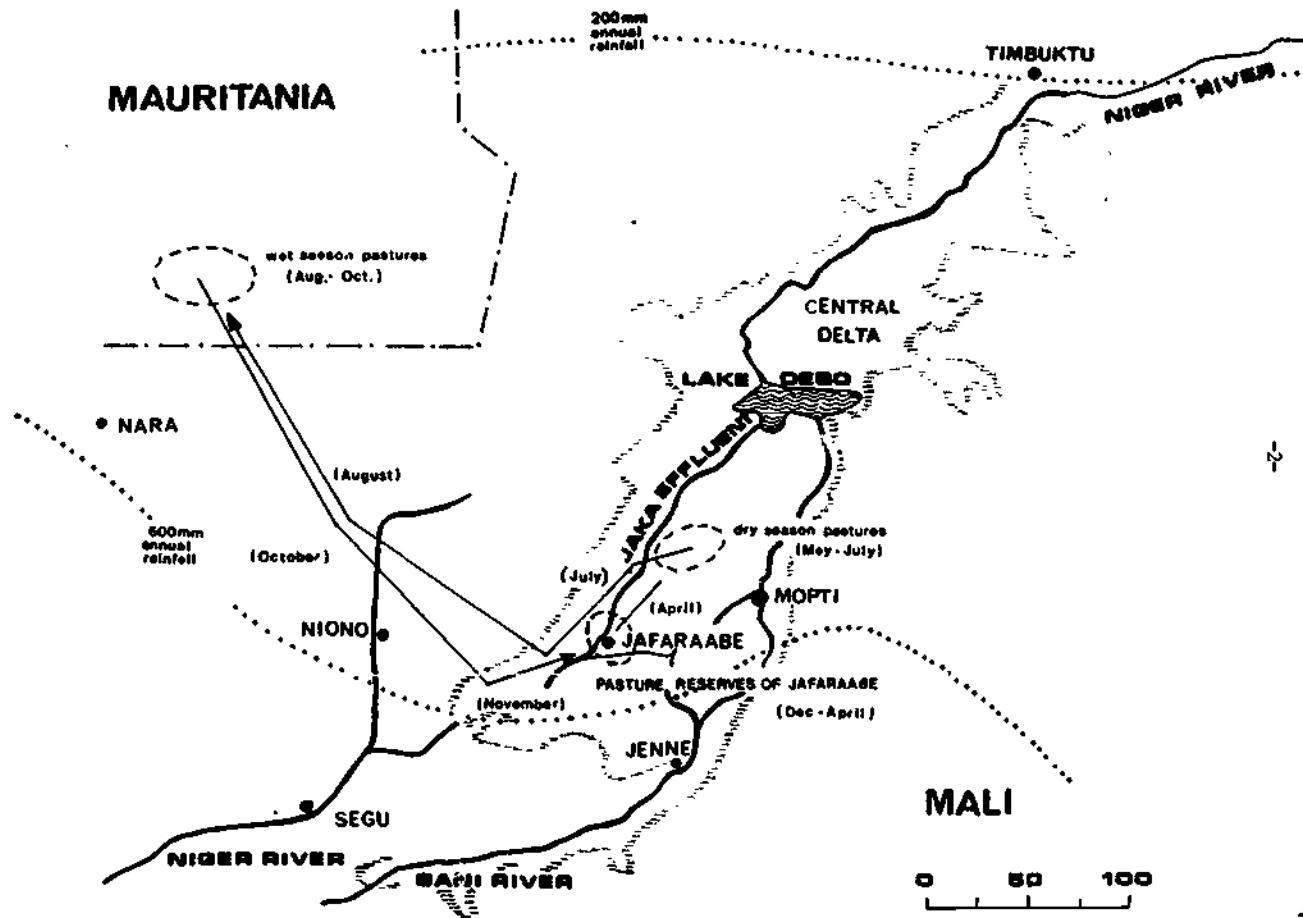 200mm
annual
rainfall
TIMBUKTU
NIGER RIVER
MAURITANIA
wet season pastures
(Aug.- Oct.)
CENTRAL
DELTA
LAKE DEBO
NARA
JAKA EFFLUENT
-2-
(August)
600mm
annual
rainfall
(October)
dry season pastures
(May-July)
(July)
(April)
MOPTI
NIONO
JAFARAABE
PASTURE RESERVES OF JAFARAABE
(Dec-April)
(November)
JENNE
MALI
SEGU
NIGER RIVER
BANI RIVER
0 50 100